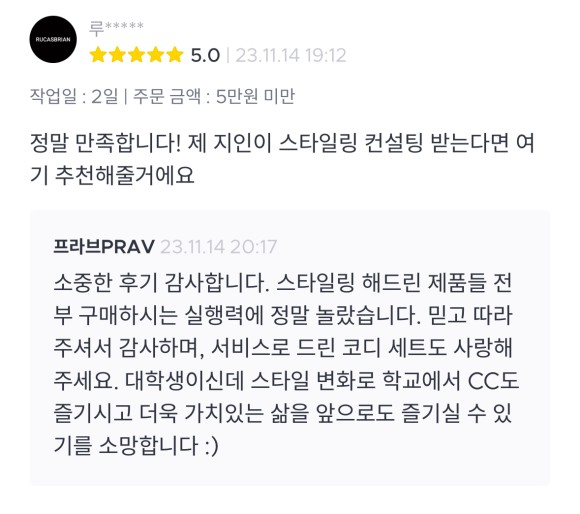 RUCASBRIAN
루*****
★★★★★ 5.0 | 23.11.14 19:12
작업일 : 2일 | 주문 금액 : 5만원 미만
정말 만족합니다! 제 지인이 스타일링 컨설팅 받는다면 여
기 추천해줄거에요
프라브PRAV 23.11.14 20:17
소중한 후기 감사합니다. 스타일링 해드린 제품들 전
부 구매하시는 실행력에 정말 놀랐습니다. 믿고 따라
주셔서 감사하며, 서비스로 드린 코디 세트도 사랑해
주세요. 대학생이신데 스타일 변화로 학교에서 CC도
즐기시고 더욱 가치있는 삶을 앞으로도 즐기실 수 있
기를 소망합니다 :)